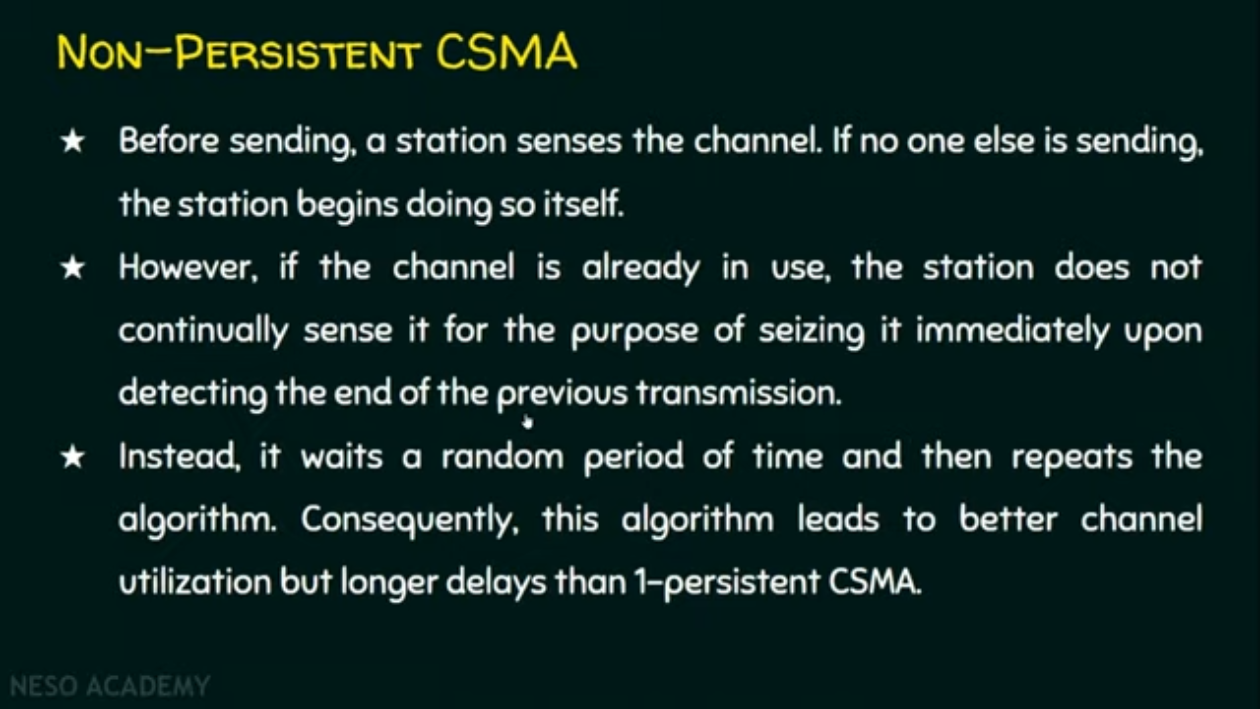 Non-Persistent CSMA
★ Before sending, a station senses the channel. If no one else is sending,
the station begins doing so itself.
★ However, if the channel is already in use, the station does not
continually sense it for the purpose of seizing it immediately upon
detecting the end of the previous transmission.
★ Instead, it waits a random period of time and then repeats the
algorithm. Consequently, this algorithm leads to better channel
utilization but longer delays than 1-persistent CSMA.
NESO ACADEMY